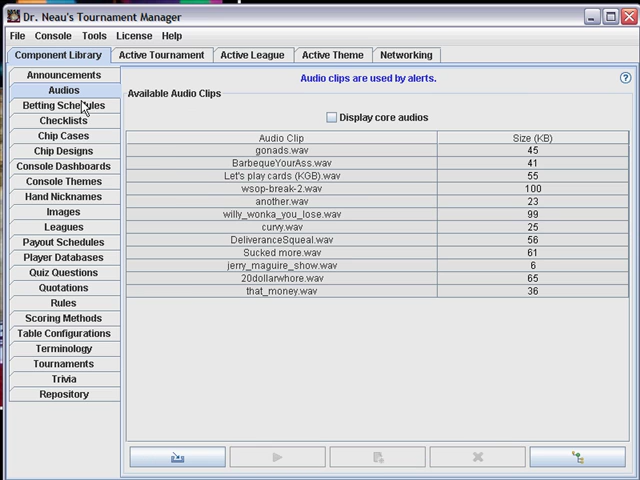 Dr. Neau's Tournament Manager
File Console Tools License Help
Component Library Active Tournament Active League Active Theme Networking
Announcements
Audios
Betting Schedules
Checklists
Chip Cases
Chip Designs
Console Dashboards
Console Themes
Hand Nicknames
Images
Leagues
Payout Schedules
Player Databases
Quiz Questions
Quotations
Rules
Scoring Methods
Table Configurations
Terminology
Tournaments
Trivia
Repository
Audio clips are used by alerts.
?
Available Audio Clips
Display core audios
Audio Clip Size (KB)
gonads.wav 45
BarbequeYourAss.wav 41
Let's play cards (KGB).wav 55
wsop-break-2.wav 100
another.wav 23
willy_wonka_you_lose.wav 99
curvy.wav 25
DeliveranceSqueal.wav 56
Sucked more.wav 61
jerry_maguire_show.wav 6
20dollarwhore.wav 65
that_money.wav 36